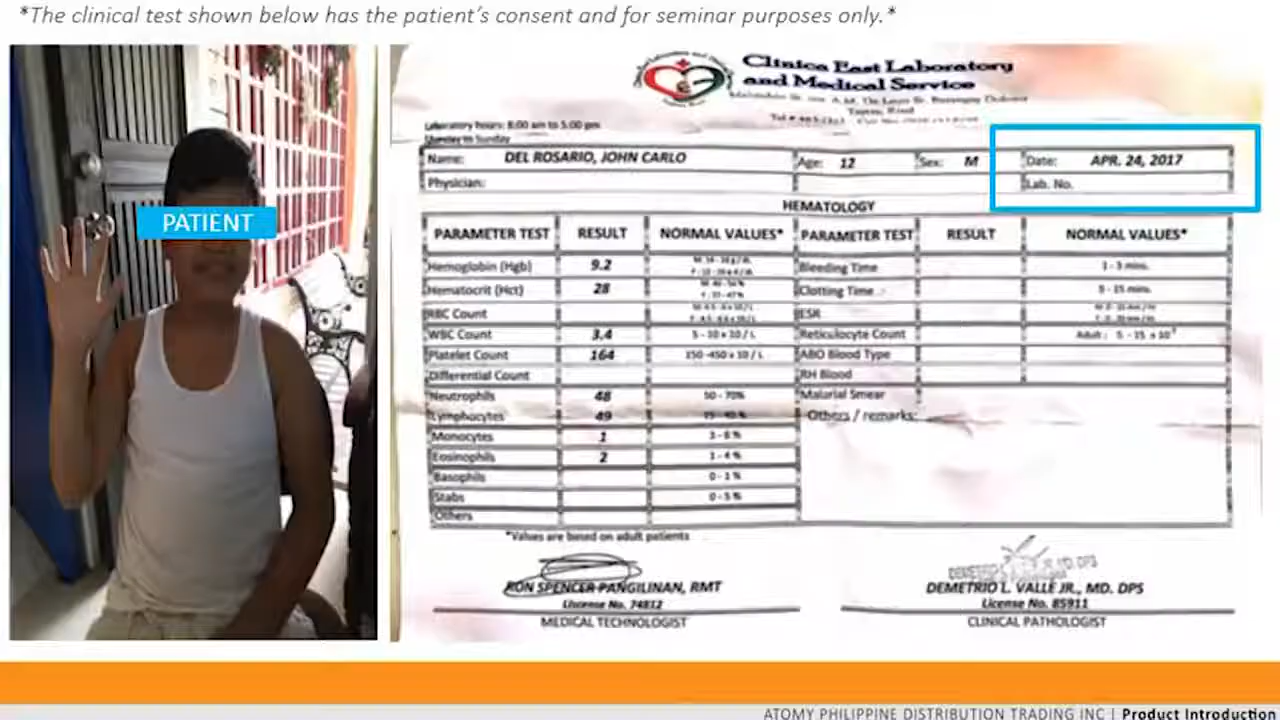 *The clinical test shown below has the patient's consent and for seminar purposes only.*
PATIENT
Clinica East Laboratory
and Medical Service
Laboratory hours: 8:00 am to 5:00 pm
Sunday
Name: DEL ROSARIO, JOHN CARLO Age: 12 Sex: M Date: APR. 24, 2017
Physician: Lab. No.
HEMATOLOGY
PARAMETER TEST RESULT NORMAL VALUES* PARAMETER TEST RESULT NORMAL VALUES*
Hemoglobin (Hgb) 9.2 Bleeding Time 1 - 3 mins.
Hematocrit (Hct) 28 Clotting Time mins.
RBC Count ESR
WBC Count 3.4 5 - 10 x 10 / L Reticulocyte Count Adult : 5 - 15 x 10³
Platelet Count 164 150 -450 x 10 / L ABO Blood Type
Differential Count RH Blood
Neutrophils 48 50 - 70% Malarial Smear
Lymphocytes 49 Others / remarks:
Monocytes 1
Eosinophils 2 1 - 4 %
Basophils 0 - 1 %
Stabs 0 - 5 %
Others
*Values are based on adult patients
RON SPENCER PANGILINAN, RMT DEMETRIO L. VALLE JR., MD. DPS
License No. 74812 License No. 85911
MEDICAL TECHNOLOGIST CLINICAL PATHOLOGIST
ATOMY PHILIPPINE DISTRIBUTION TRADING INC | Product Introduction